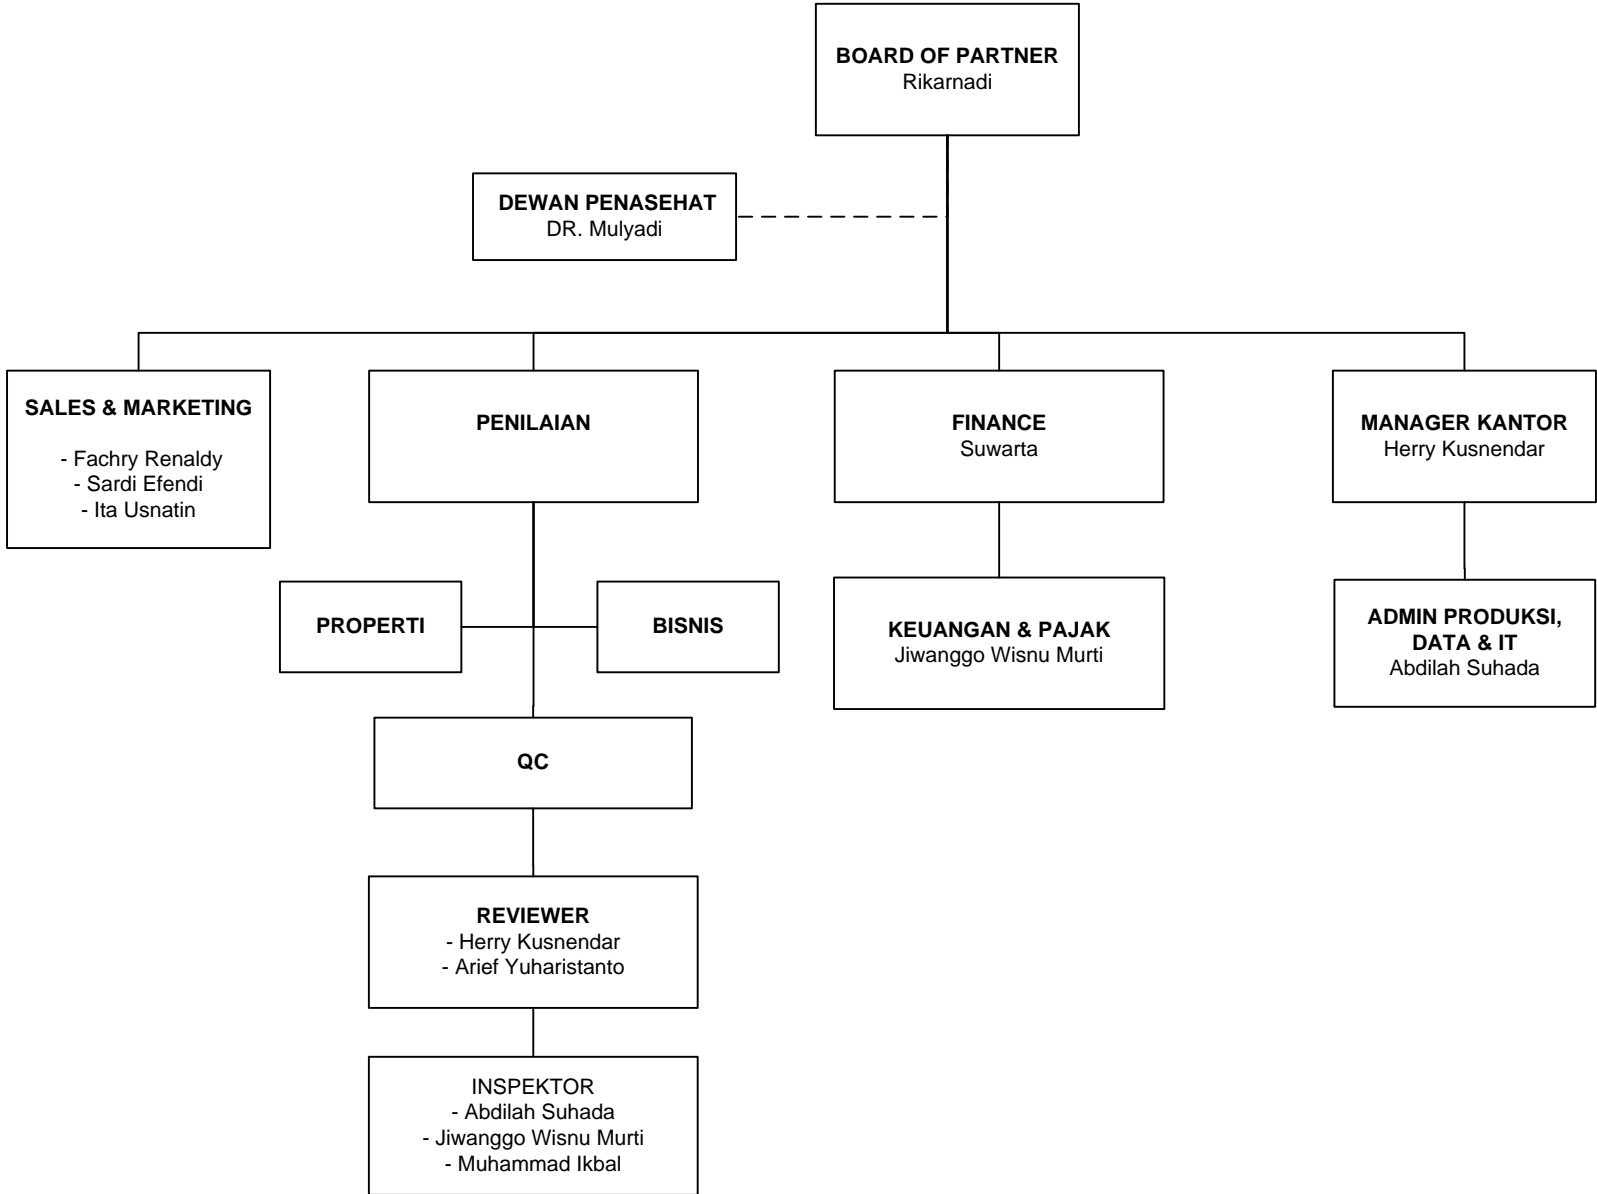 BOARD OF PARTNER
Rikarnadi
DEWAN PENASEHAT
DR. Mulyadi
SALES & MARKETING
- Fachry Renaldy
- Sardi Efendi
- Ita Usnatin
PENILAIAN
FINANCE
Suwarta
MANAGER KANTOR
Herry Kusnendar
PROPERTI
BISNIS
KEUANGAN & PAJAK
Jiwanggo Wisnu Murti
ADMIN PRODUKSI,
DATA & IT
Abdilah Suhada
QC
REVIEWER
- Herry Kusnendar
- Arief Yuharistanto
INSPEKTOR
- Abdilah Suhada
- Jiwanggo Wisnu Murti
- Muhammad Ikbal